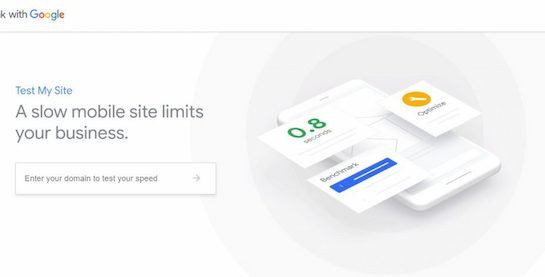 k with Google
Test My Site
A slow mobile site limits
your business.
Enter your domain to test your speed
0.8
seconds
Optimize
Benchmark